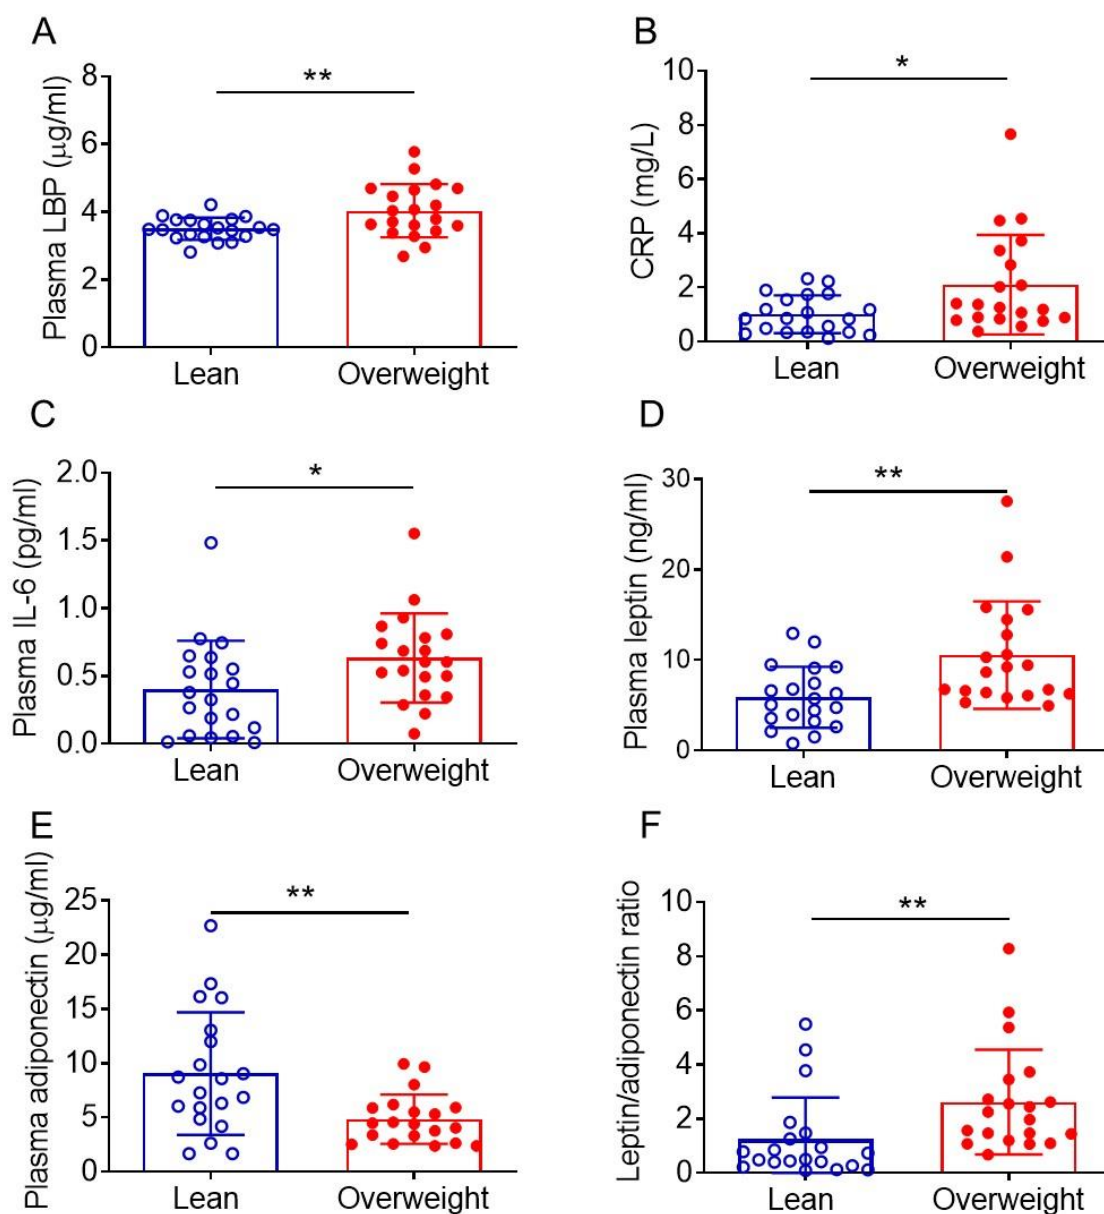 A
Plasma LBP (μg/ml)
8
6
4
2
0
**
Lean
Overweight
B
CRP (mg/L)
10
8
6
4
2
0
*
Lean
Overweight
C
Plasma IL-6 (pg/ml)
2.0
1.5
1.0
0.5
0.0
*
Lean
Overweight
D
Plasma leptin (ng/ml)
30
20
10
0
**
Lean
Overweight
E
Plasma adiponectin (μg/ml)
25
20
15
10
5
0
**
Lean
Overweight
F
Leptin/adiponectin ratio
10
8
6
4
2
0
**
Lean
Overweight